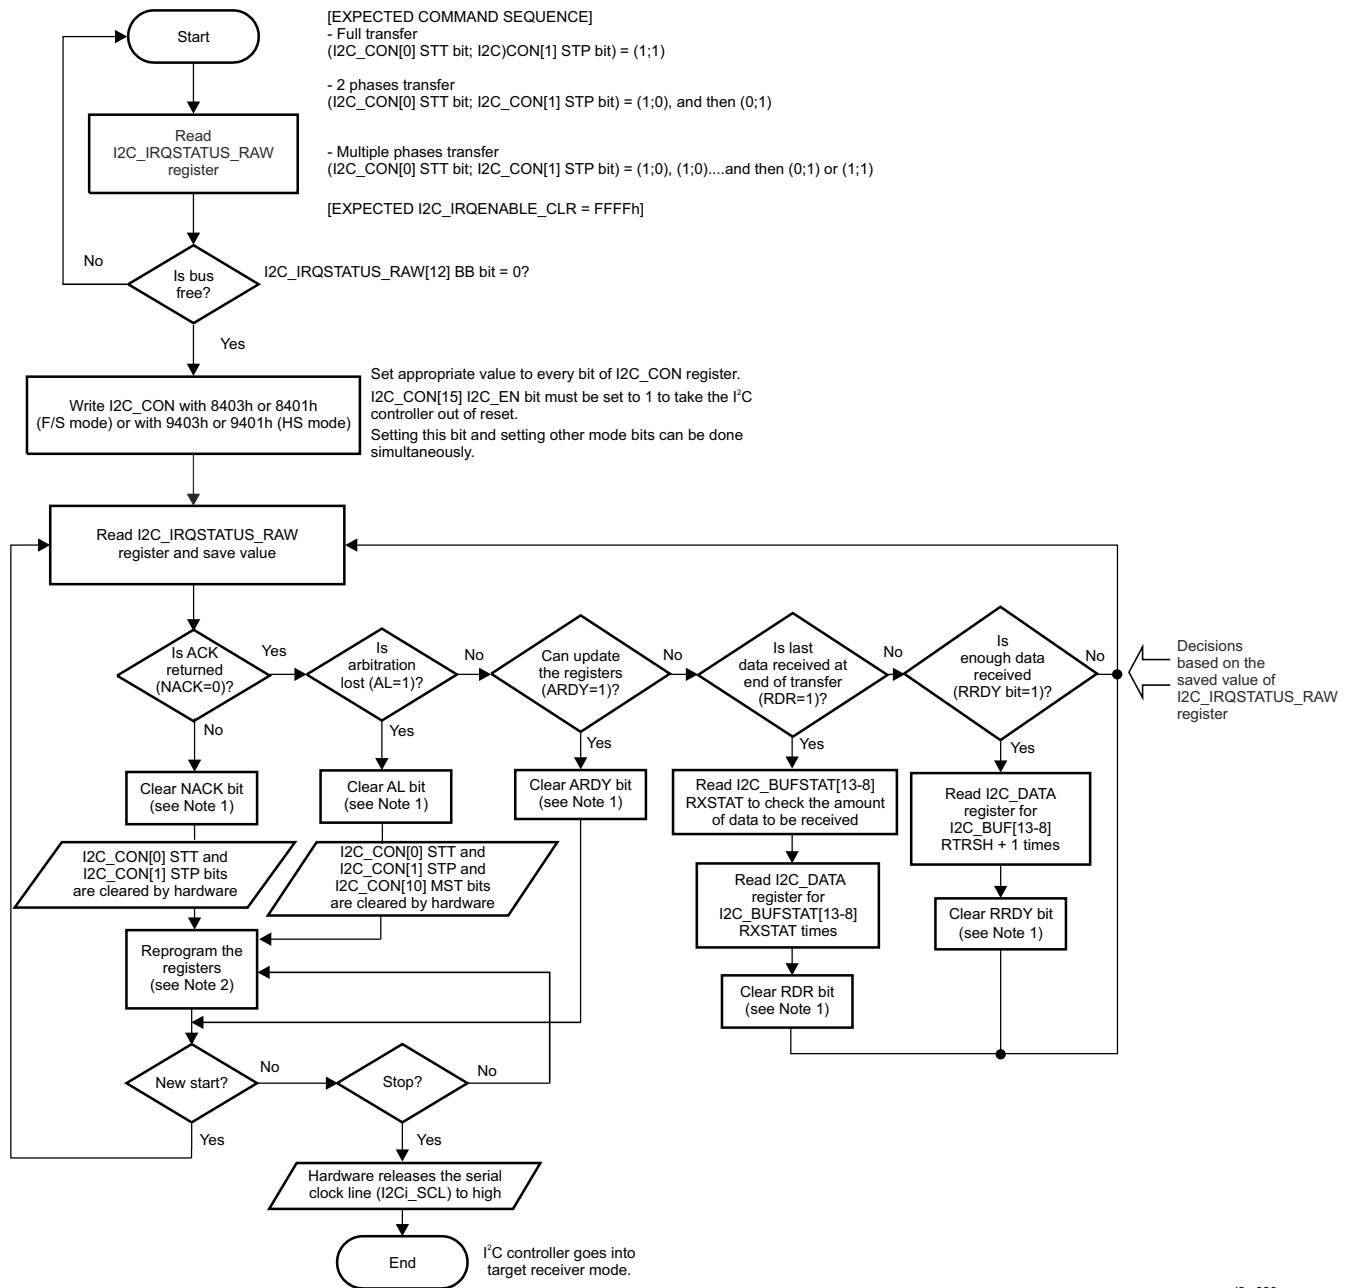 Start
[EXPECTED COMMAND SEQUENCE]
- Full transfer
(I2C_CON[0] STT bit; I2C)CON[1] STP bit) = (1;1)
- 2 phases transfer
(I2C_CON[0] STT bit; I2C_CON[1] STP bit) = (1;0), and then (0;1)
- Multiple phases transfer
(I2C_CON[0] STT bit; I2C_CON[1] STP bit) = (1;0), (1;0)....and then (0;1) or (1;1)
[EXPECTED I2C_IRQENABLE_CLR = FFFFh]
Read
I2C_IRQSTATUS_RAW
register
No
Is bus
free?
I2C_IRQSTATUS_RAW[12] BB bit = 0?
Yes
Write I2C_CON with 8403h or 8401h
(F/S mode) or with 9403h or 9401h (HS mode)
Set appropriate value to every bit of I2C_CON register.
I2C_CON[15] I2C_EN bit must be set to 1 to take the I²C
controller out of reset.
Setting this bit and setting other mode bits can be done
simultaneously.
Read I2C_IRQSTATUS_RAW
register and save value
Is ACK
returned
(NACK=0)?
Yes
Is
arbitration
lost (AL=1)?
No
Can update
the registers
(ARDY=1)?
No
Is last
data received at
end of transfer
(RDR=1)?
No
Is
enough data
received
(RRDY bit=1)?
No
Decisions
based on the
saved value of
I2C_IRQSTATUS_RAW
register
No
Yes
Yes
Yes
Yes
Clear NACK bit
(see Note 1)
Clear AL bit
(see Note 1)
Clear ARDY bit
(see Note 1)
Read I2C_BUFSTAT[13-8]
RXSTAT to check the amount
of data to be received
Read I2C_DATA
register for
I2C_BUF[13-8]
RTRSH + 1 times
I2C_CON[0] STT and
I2C_CON[1] STP bits
are cleared by hardware
I2C_CON[0] STT and
I2C_CON[1] STP and
I2C_CON[10] MST bits
are cleared by hardware
Read I2C_DATA
register for
I2C_BUFSTAT[13-8]
RXSTAT times
Clear RRDY bit
(see Note 1)
Reprogram the
registers
(see Note 2)
Clear RDR bit
(see Note 1)
New start?
No
Stop?
No
Yes
Yes
Hardware releases the serial
clock line (I2Ci_SCL) to high
End
I²C controller goes into
target receiver mode.